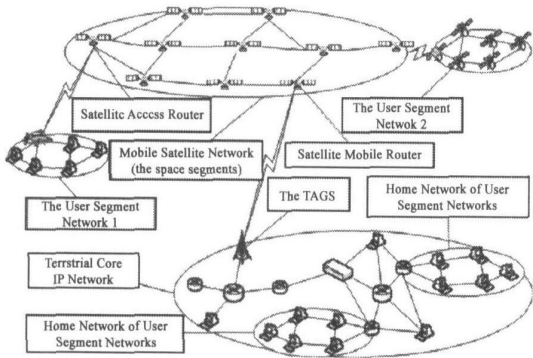 Satellitc Acccss Router
The User Segment
Netwok 2
Mobile Satellite Network
(the space segments)
Satellite Mobile Router
The User Segment
Network 1
The TAGS
Home Network of User
Segment Networks
Terrstrial Core
IP Network
Home Network of User
Segment Networks